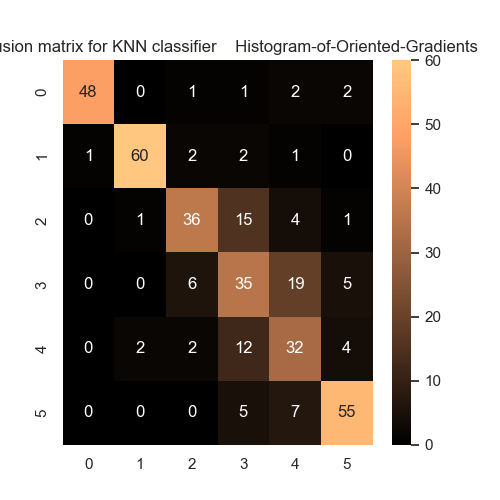 usion matrix for KNN classifier Histogram-of-Oriented-Gradients
0 48 0 1 1 2 2
1 1 60 2 2 1 0
2 0 1 36 15 4 1
3 0 0 6 35 19 5
4 0 2 2 12 32 4
5 0 0 0 5 7 55
0 1 2 3 4 5
60
50
40
30
20
10
0